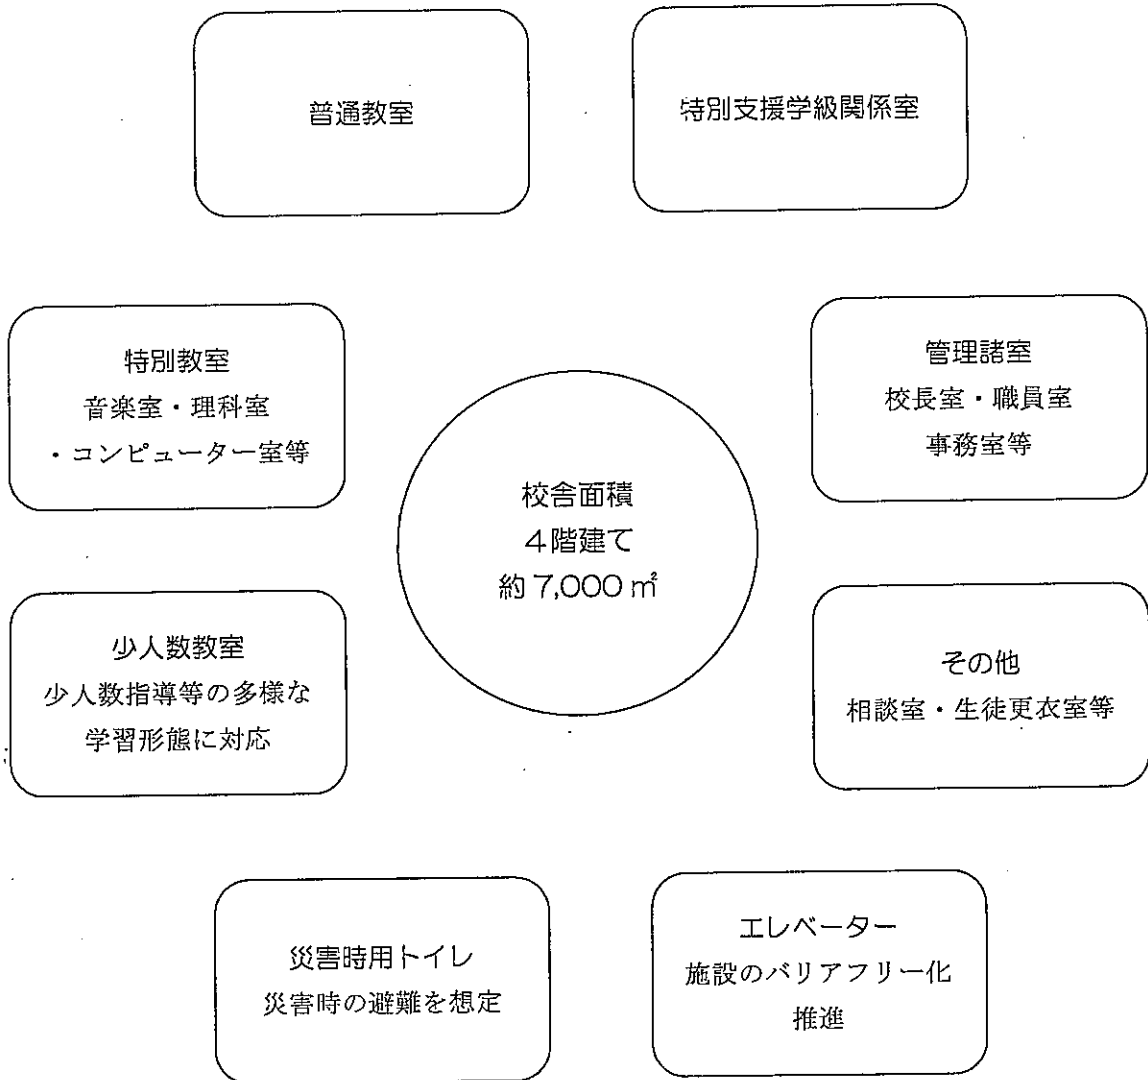 普通教室
特別支援学級関係室
特別教室
音楽室・理科室
・コンピューター室等
管理諸室
校長室・職員室
事務室等
校舎面積
4階建て
約7,000㎡
少人数教室
少人数指導等の多様な
学習形態に対応
その他
相談室・生徒更衣室等
災害時用トイレ
災害時の避難を想定
エレベーター
施設のバリアフリー化
推進